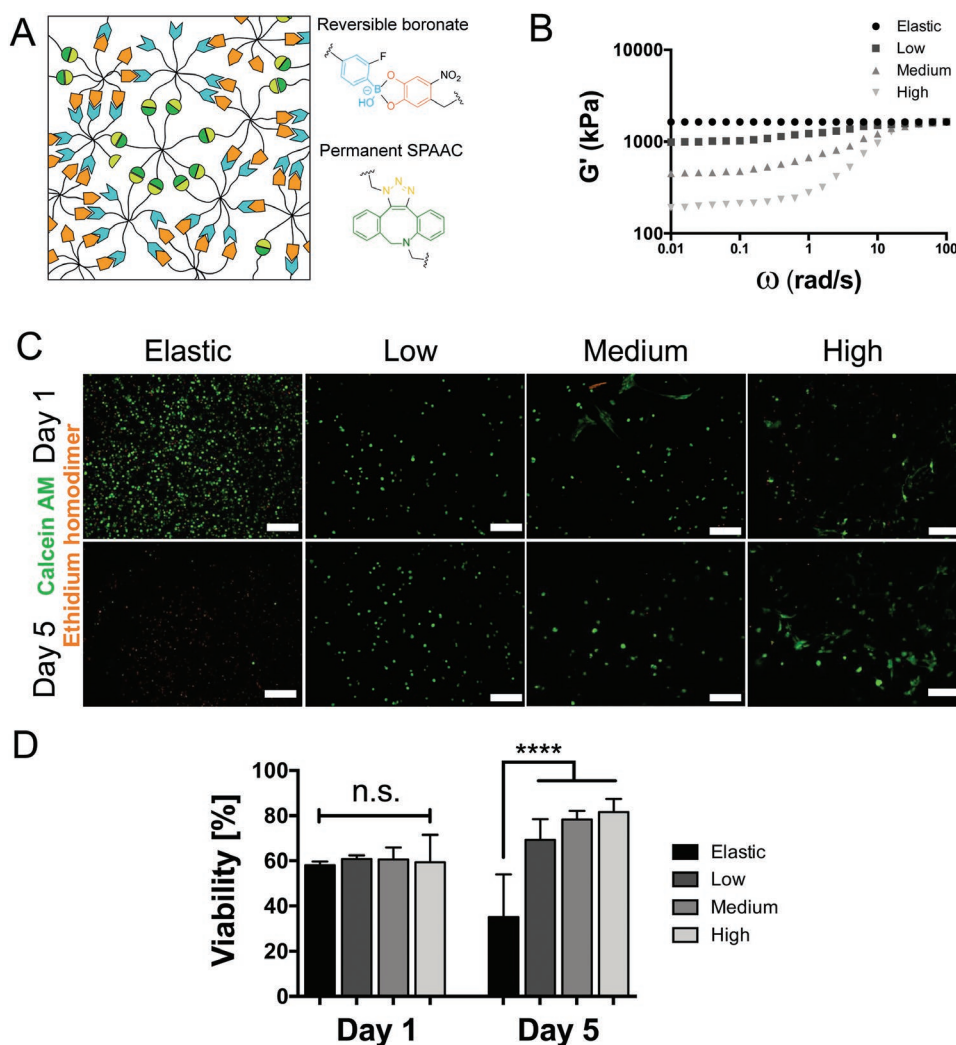 A
Reversible boronate
F
B
⊖
HO
O
O
NO₂
Permanent SPAAC
N
N
N
N
B
Elastic
Low
Medium
High
10000
1000
100
G' (kPa)
0.01
0.1
1
10
100
ω (rad/s)
C
Elastic
Low
Medium
High
Day 1
Day 5
Calcein AM
Ethidium homodimer
D
Viability [%]
100
80
60
40
20
0
n.s.
****
Day 1
Day 5
Elastic
Low
Medium
High